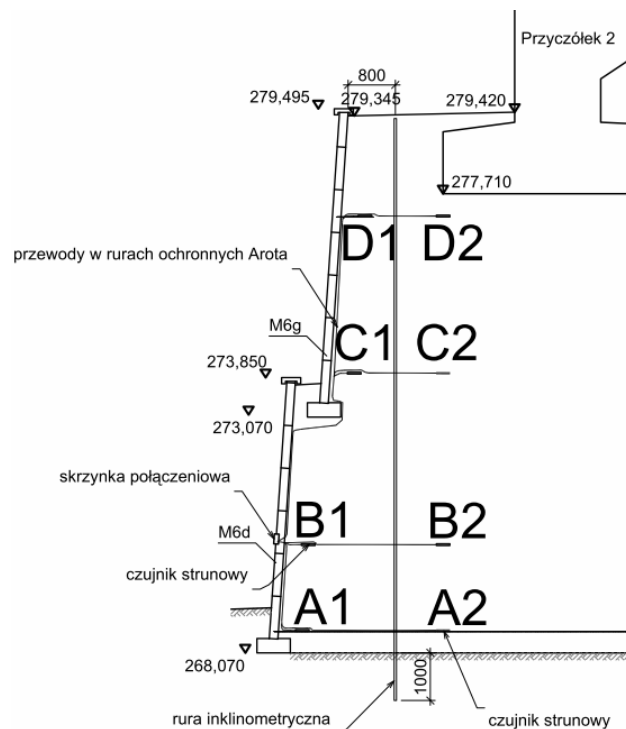 Przyczółek 2
800
279,495
279,345
279,420
277,710
D1 D2
przewody w rurach ochronnych Arota
M6g
C1 C2
273,850
273,070
skrzynka połączeniowa
B1 B2
M6d
czujnik strunowy
A1 A2
268,070
1000
rura inklinometryczna
czujnik strunowy